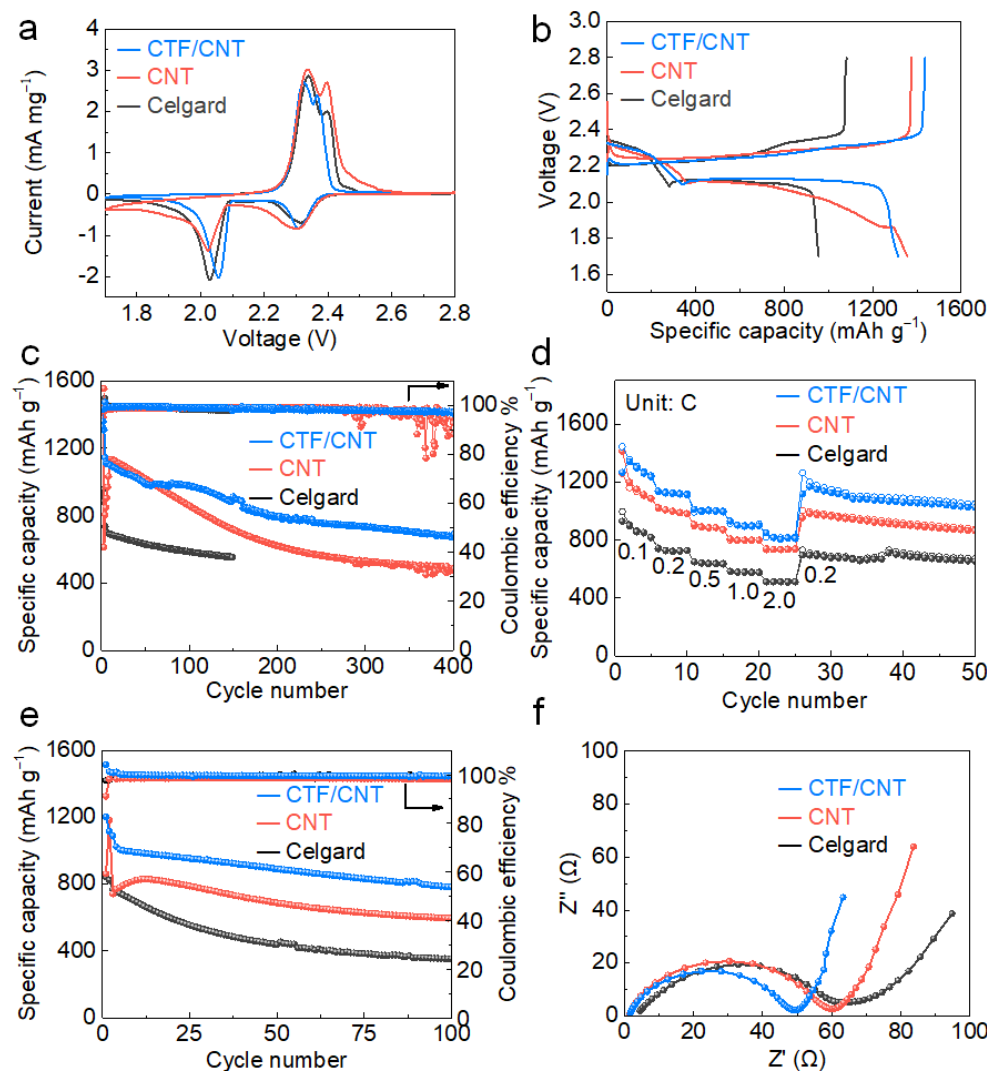 a
4
3
2
1
0
-1
-2
CTF/CNT
CNT
Celgard
Current (mA mg⁻¹)
1.8 2.0 2.2 2.4 2.6 2.8
Voltage (V)
b
3.0
2.8
2.6
2.4
2.2
2.0
1.8
1.6
CTF/CNT
CNT
Celgard
Voltage (V)
0 400 800 1200 1600
Specific capacity (mAh g⁻¹)
c
1600
1200
800
400
0
100
80
60
40
20
0
CTF/CNT
CNT
Celgard
Specific capacity (mAh g⁻¹)
Coulombic efficiency %
0 100 200 300 400
Cycle number
d
1600
1200
800
400
0
Unit: C
CTF/CNT
CNT
Celgard
0.1
0.2
0.5
1.0
2.0
0.2
Specific capacity (mAh g⁻¹)
0 10 20 30 40 50
Cycle number
e
1600
1200
800
400
0
100
80
60
40
20
0
CTF/CNT
CNT
Celgard
Specific capacity (mAh g⁻¹)
Coulombic efficiency %
0 25 50 75 100
Cycle number
f
100
80
60
40
20
0
CTF/CNT
CNT
Celgard
Z'' (Ω)
0 20 40 60 80 100
Z' (Ω)